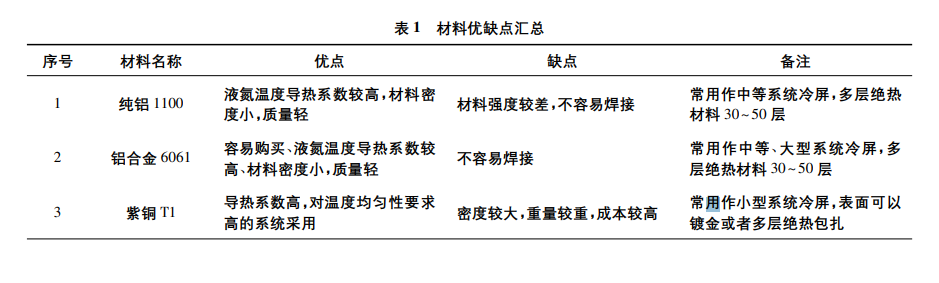 表 1 材料优缺点汇总
序号 材料名称 优点 缺点 备注
1 纯铝 1100 液氮温度导热系数较高,材料密度小,质量轻 材料强度较差,不容易焊接 常用作中等系统冷屏,多层绝热材料 30~50 层
2 铝合金 6061 容易购买、液氮温度导热系数较高、材料密度小,质量轻 不容易焊接 常用作中等、大型系统冷屏,多层绝热材料 30~50 层
3 紫铜 T1 导热系数高,对温度均匀性要求高的系统采用 密度较大,重量较重,成本较高 常用作小型系统冷屏,表面可以镀金或者多层绝热包扎